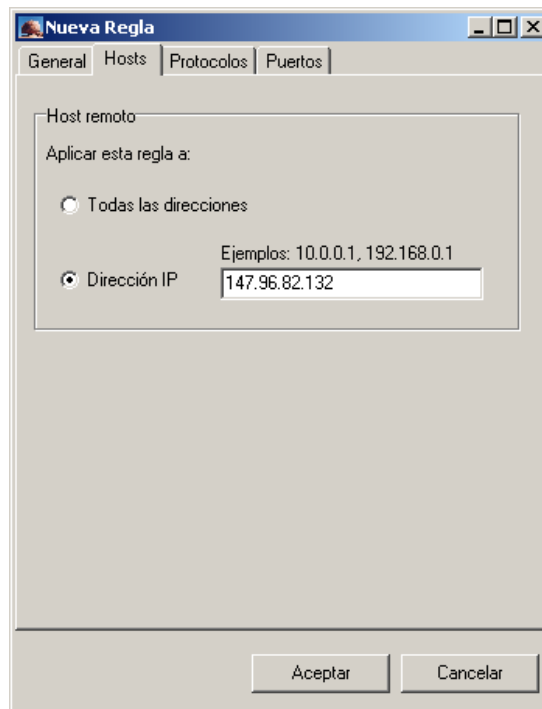 Nueva Regla
General Hosts Protocolos Puertos
Host remoto
Aplicar esta regla a:
Todas las direcciones
Ejemplos: 10.0.0.1, 192.168.0.1
Dirección IP 147.96.82.132
Aceptar Cancelar